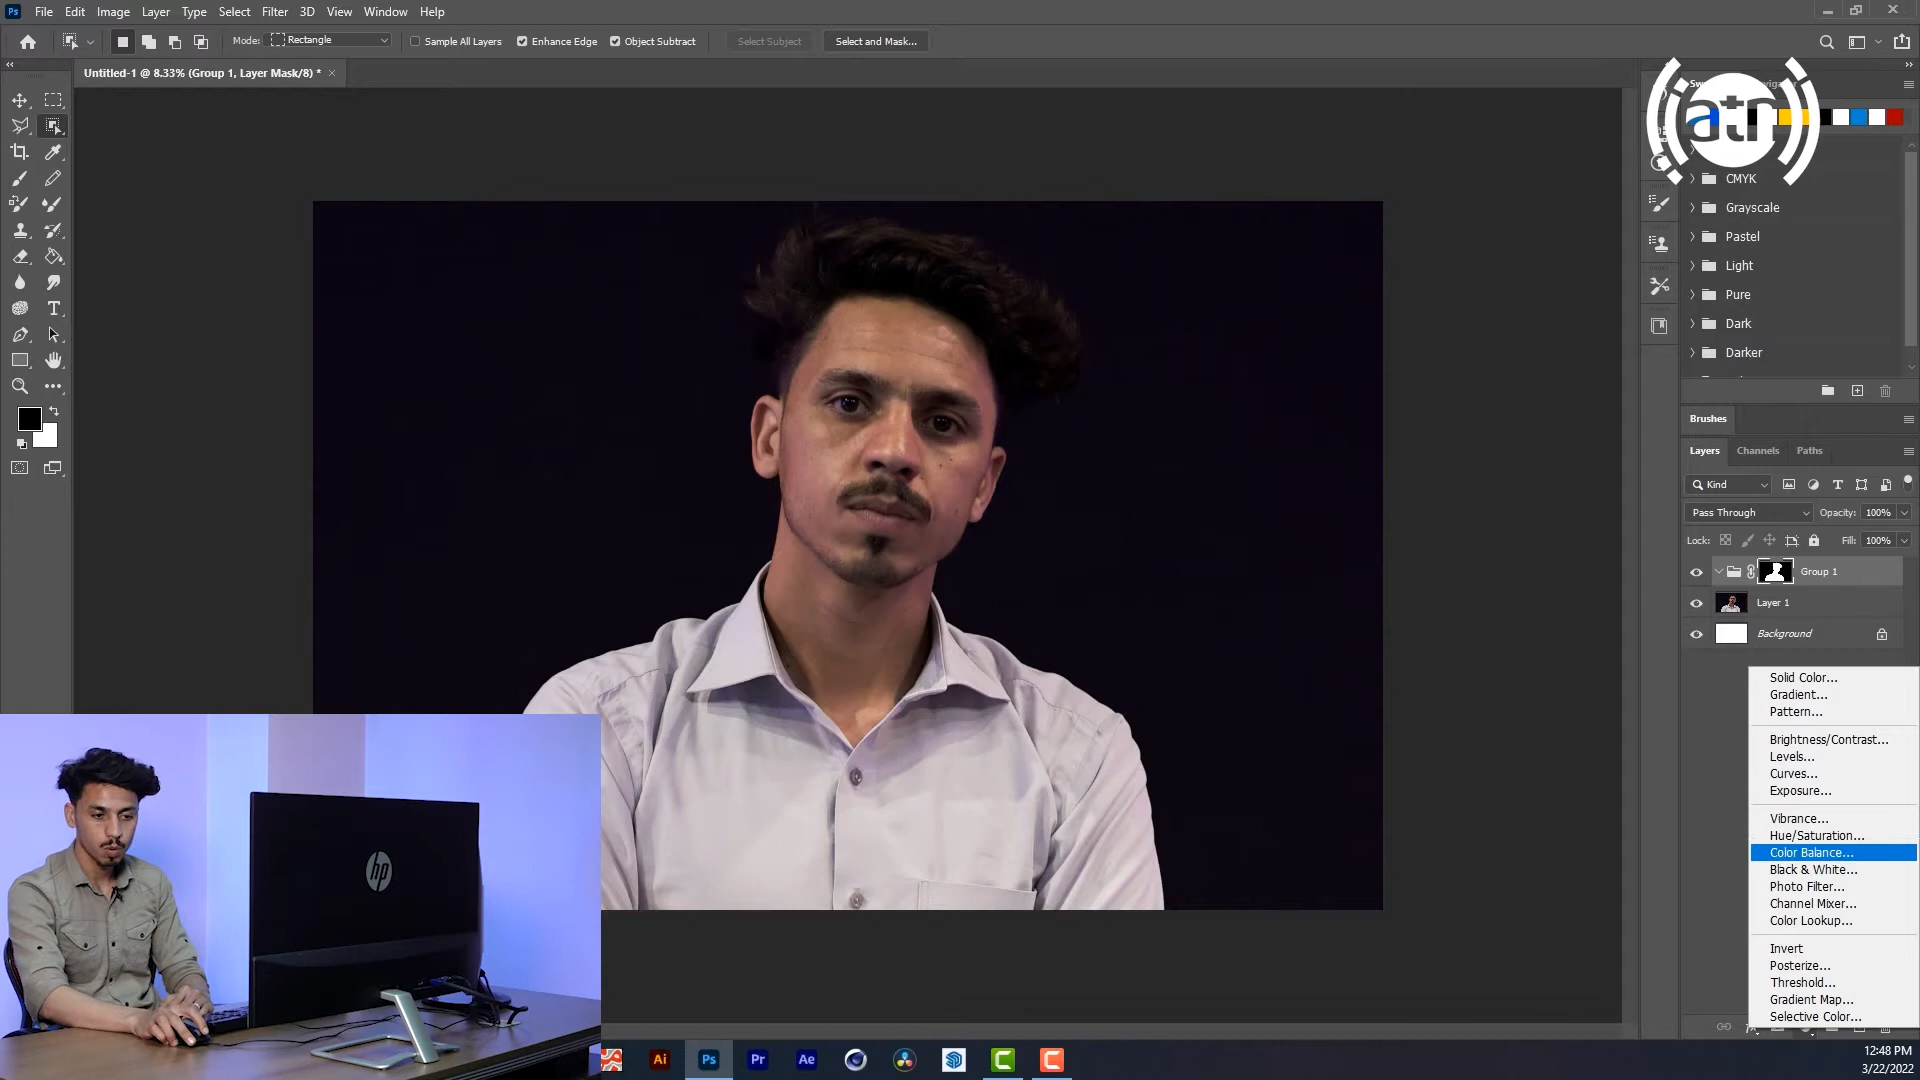 Ps File Edit Image Layer Type Select Filter 3D View Window Help
Mode: Rectangle Sample All Layers Enhance Edge Object Subtract Select Subject Select and Mask...
Untitled-1 @ 8.33% (Group 1, Layer Mask/8) * ×
atn
CMYK
Grayscale
Pastel
Light
Pure
Dark
Darker
Brushes
Layers Channels Paths
Kind
Pass Through Opacity: 100%
Lock: Fill: 100%
Group 1
Layer 1
Background
Solid Color...
Gradient...
Pattern...
Brightness/Contrast...
Levels...
Curves...
Exposure...
Vibrance...
Hue/Saturation...
Color Balance...
Black & White...
Photo Filter...
Channel Mixer...
Color Lookup...
Invert
Posterize...
Threshold...
Gradient Map...
Selective Color...
hp
Ai Ps Pr Ae
12:48 PM
3/22/2022